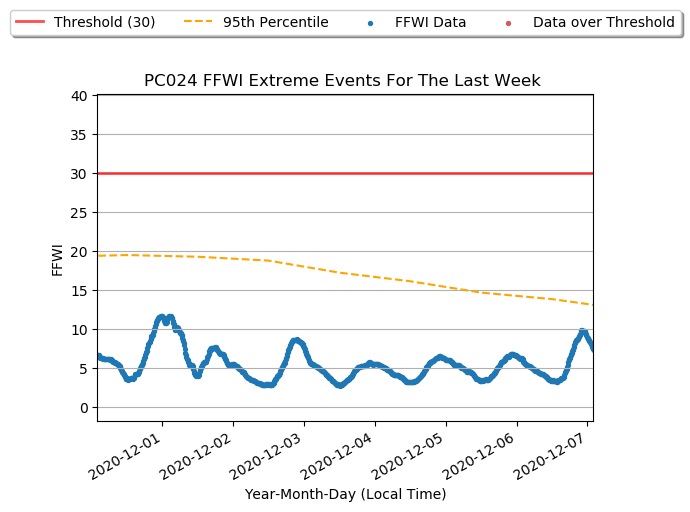 Threshold (30) 95th Percentile FFWI Data Data over Threshold
PC024 FFWI Extreme Events For The Last Week
40
35
30
25
20
15
10
5
0
FFWI
2020-12-01 2020-12-02 2020-12-03 2020-12-04 2020-12-05 2020-12-06 2020-12-07
Year-Month-Day (Local Time)